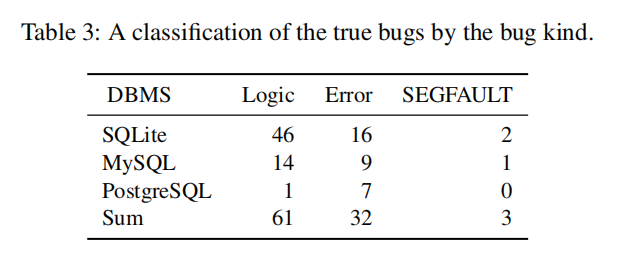 Table 3: A classification of the true bugs by the bug kind.
DBMS Logic Error SEGFAULT
SQLite 46 16 2
MySQL 14 9 1
PostgreSQL 1 7 0
Sum 61 32 3